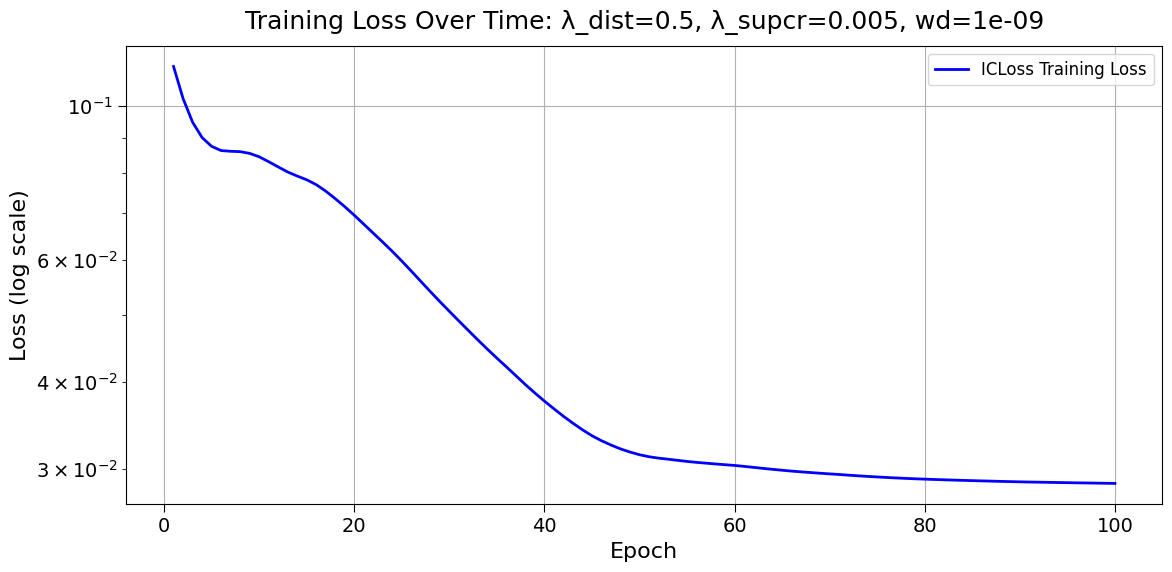 Training Loss Over Time: λ_dist=0.5, λ_supcr=0.005, wd=1e-09
ICLoss Training Loss
Loss (log scale)
10⁻¹
6 × 10⁻²
4 × 10⁻²
3 × 10⁻²
0 20 40 60 80 100
Epoch